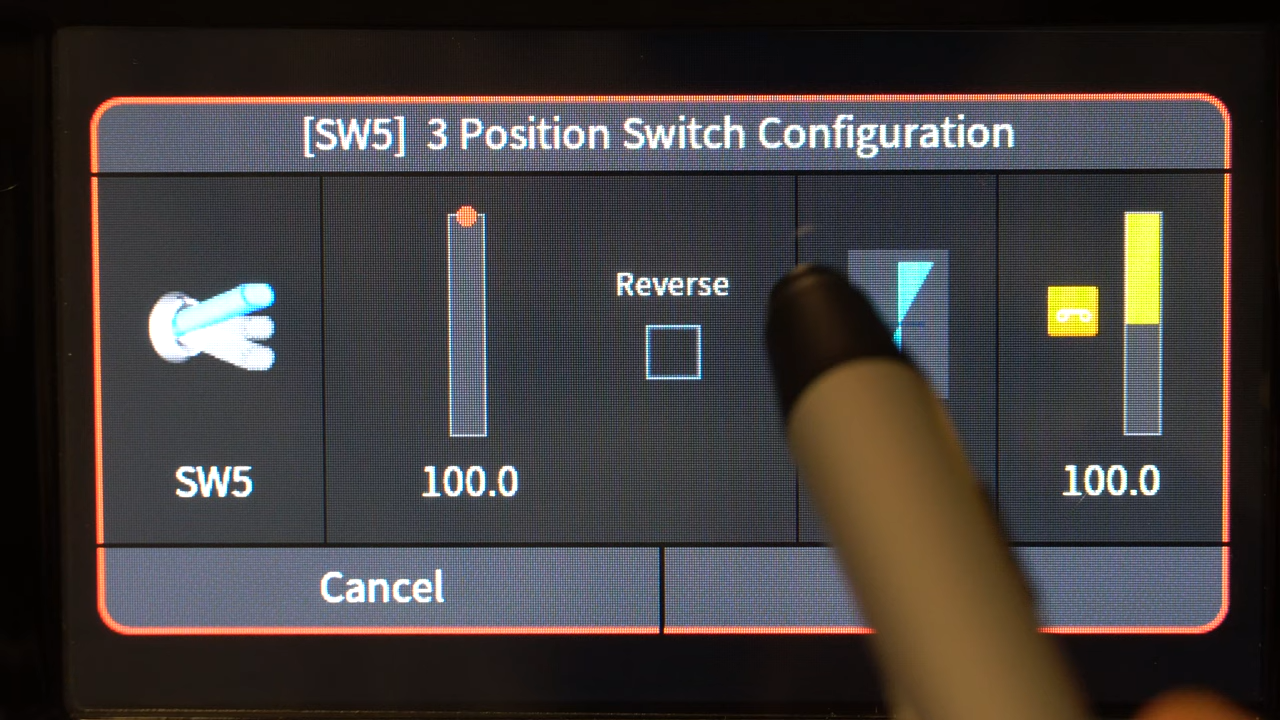 [SW5] 3 Position Switch Configuration
Reverse
SW5
100.0
100.0
Cancel